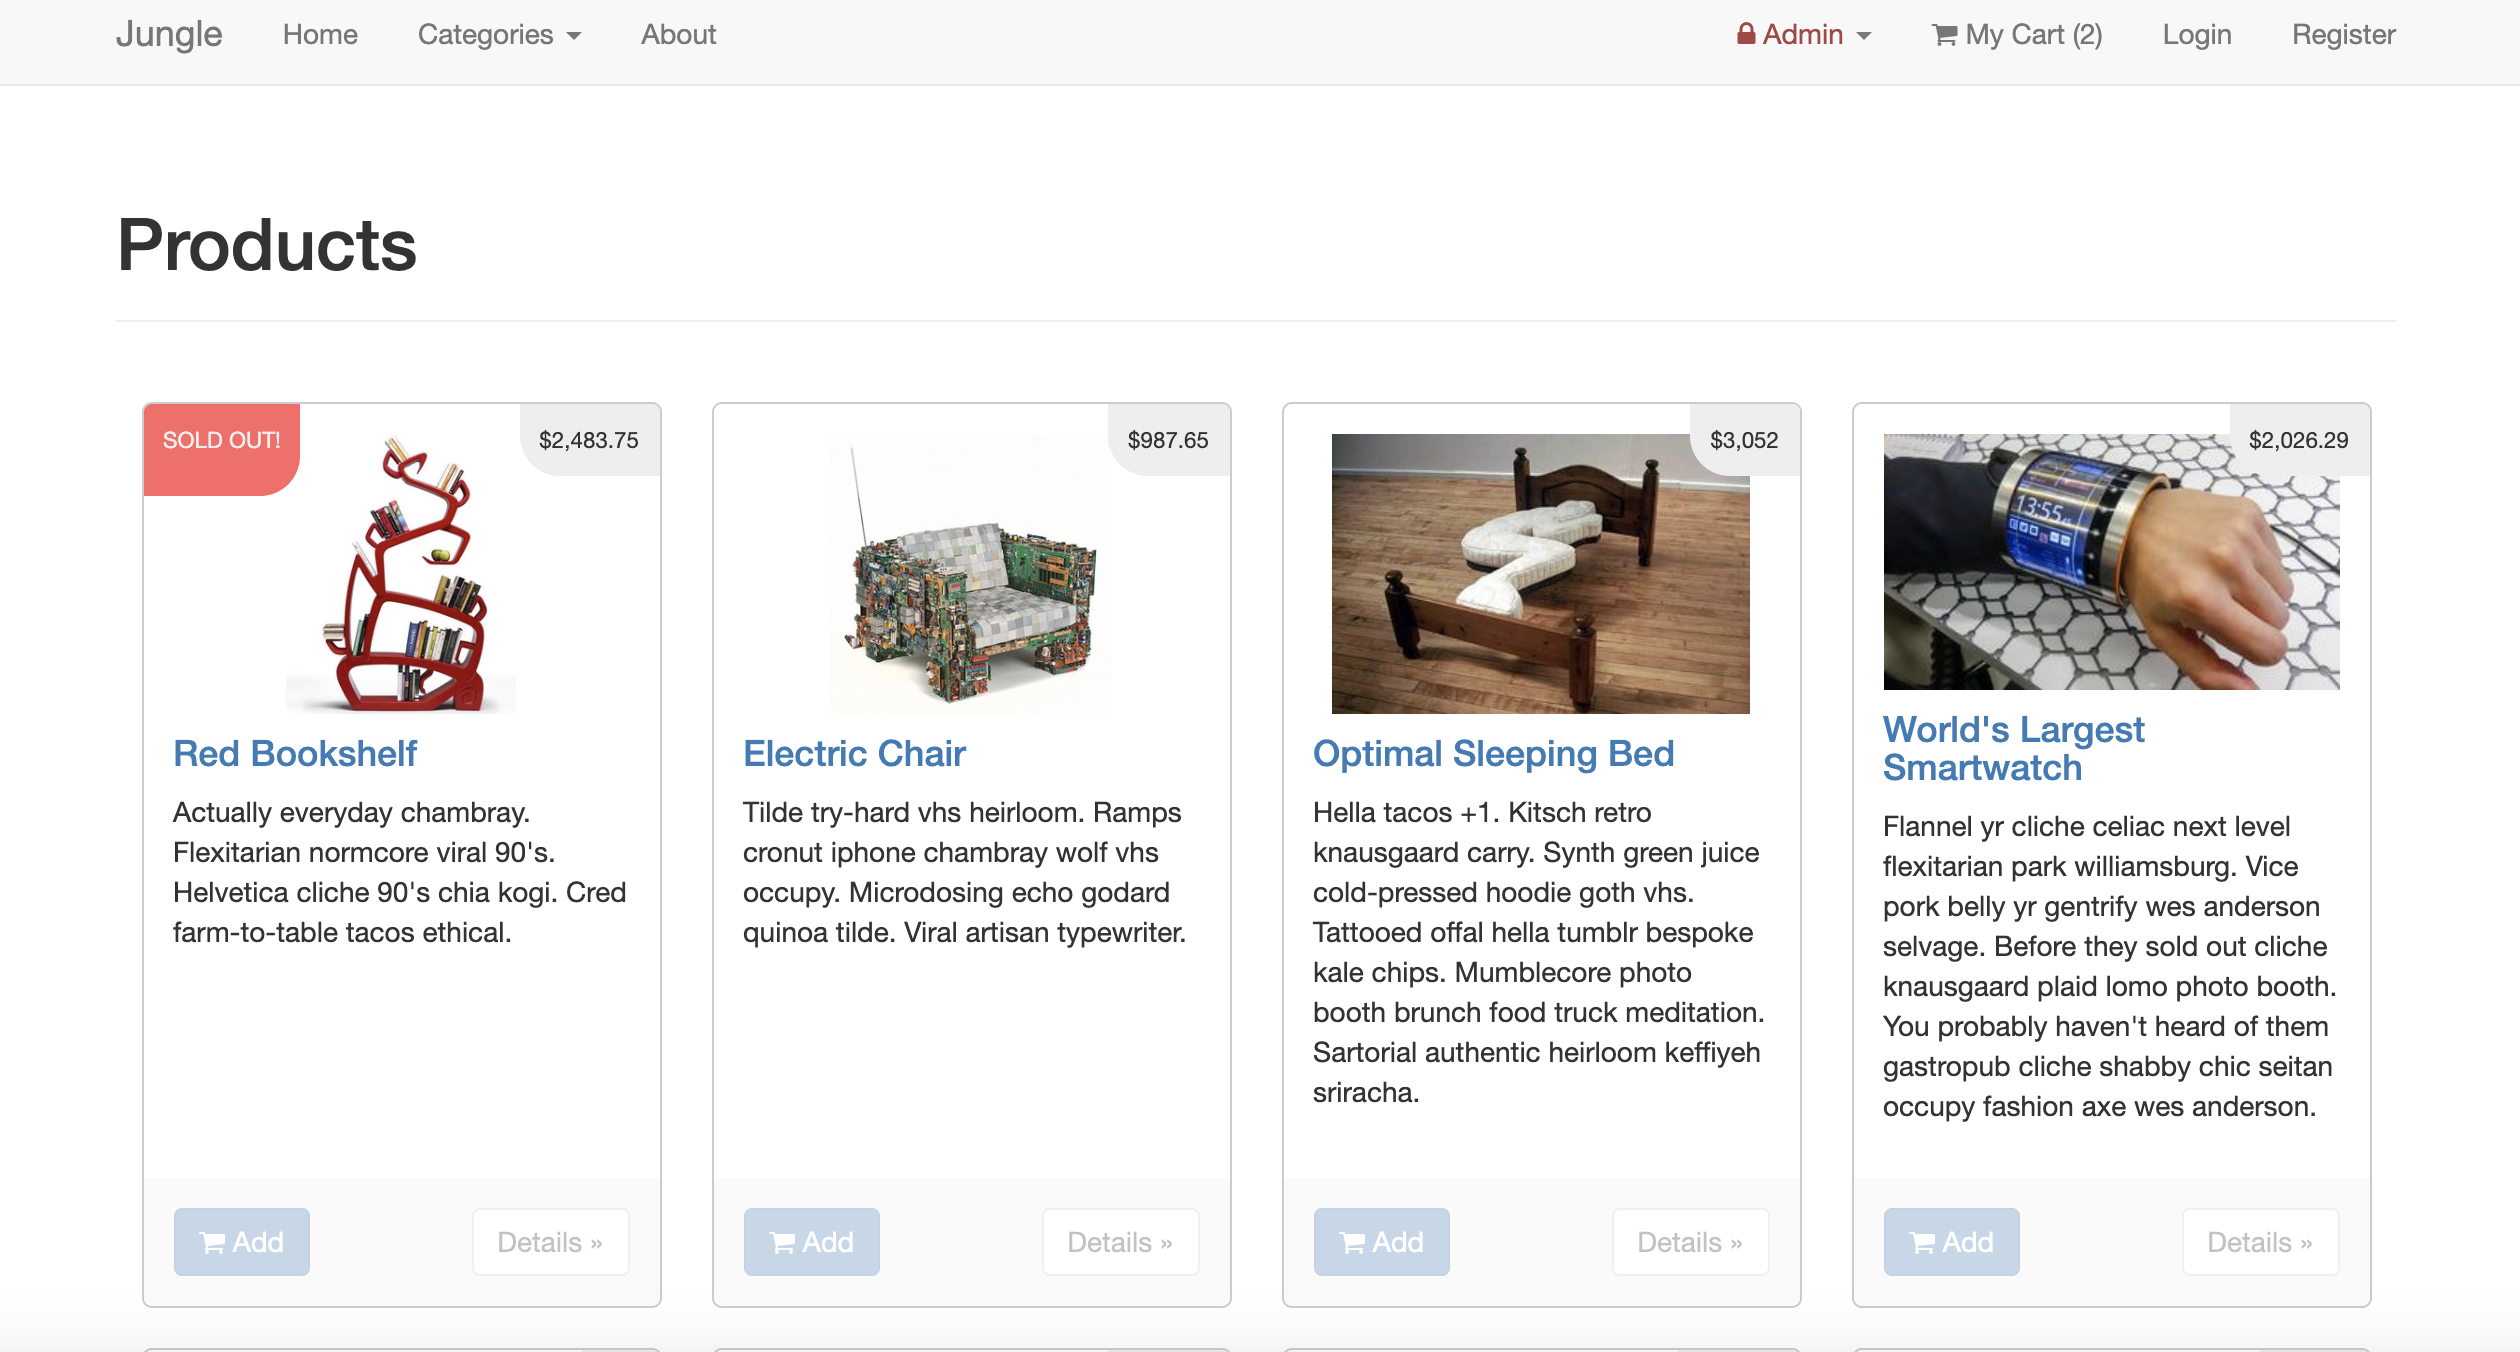 Jungle Home Categories About Admin My Cart (2) Login Register
Products
SOLD OUT!
$2,483.75
Red Bookshelf
Actually everyday chambray.
Flexitarian normcore viral 90's.
Helvetica cliche 90's chia kogi. Cred
farm-to-table tacos ethical.
Add
Details »
$987.65
Electric Chair
Tilde try-hard vhs heirloom. Ramps
cronut iphone chambray wolf vhs
occupy. Microdosing echo godard
quinoa tilde. Viral artisan typewriter.
Add
Details »
$3,052
Optimal Sleeping Bed
Hella tacos +1. Kitsch retro
knausgaard carry. Synth green juice
cold-pressed hoodie goth vhs.
Tattooed offal hella tumblr bespoke
kale chips. Mumblecore photo
booth brunch food truck meditation.
Sartorial authentic heirloom keffiyeh
sriracha.
Add
Details »
$2,026.29
13:55
World's Largest
Smartwatch
Flannel yr cliche celiac next level
flexitarian park williamsburg. Vice
pork belly yr gentrify wes anderson
selvage. Before they sold out cliche
knausgaard plaid lomo photo booth.
You probably haven't heard of them
gastropub cliche shabby chic seitan
occupy fashion axe wes anderson.
Add
Details »